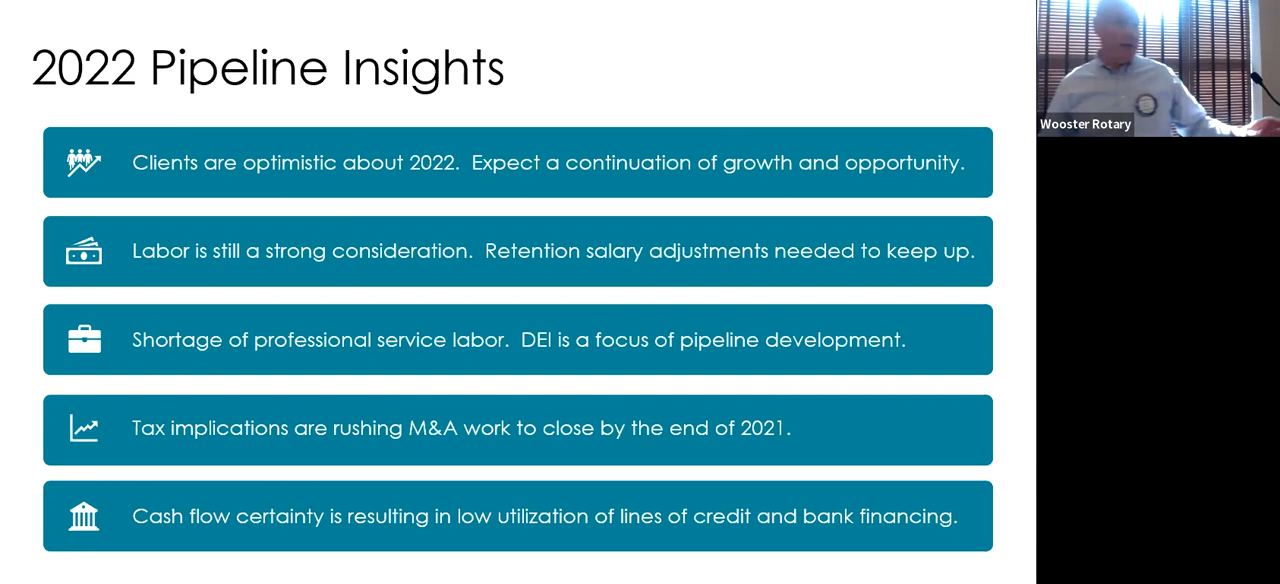 2022 Pipeline Insights
Clients are optimistic about 2022. Expect a continuation of growth and opportunity.
Labor is still a strong consideration. Retention salary adjustments needed to keep up.
Shortage of professional service labor. DEI is a focus of pipeline development.
Tax implications are rushing M&A work to close by the end of 2021.
Cash flow certainty is resulting in low utilization of lines of credit and bank financing.
Wooster Rotary